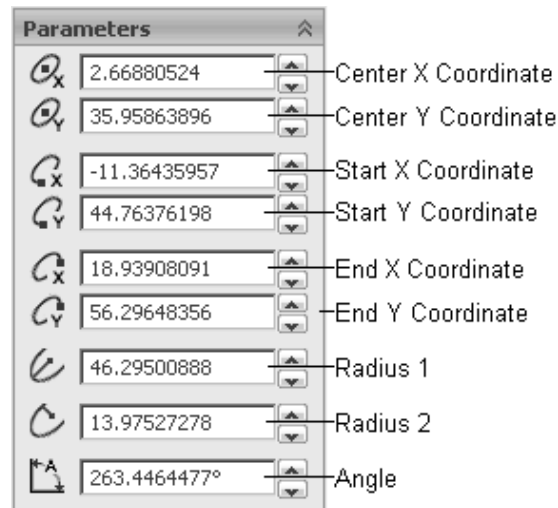 Parameters
2.66880524 Center X Coordinate
35.95863896 Center Y Coordinate
-11.36435957 Start X Coordinate
44.76376198 Start Y Coordinate
18.93908091 End X Coordinate
56.29648356 End Y Coordinate
46.29500888 Radius 1
13.97527278 Radius 2
263.4464477° Angle